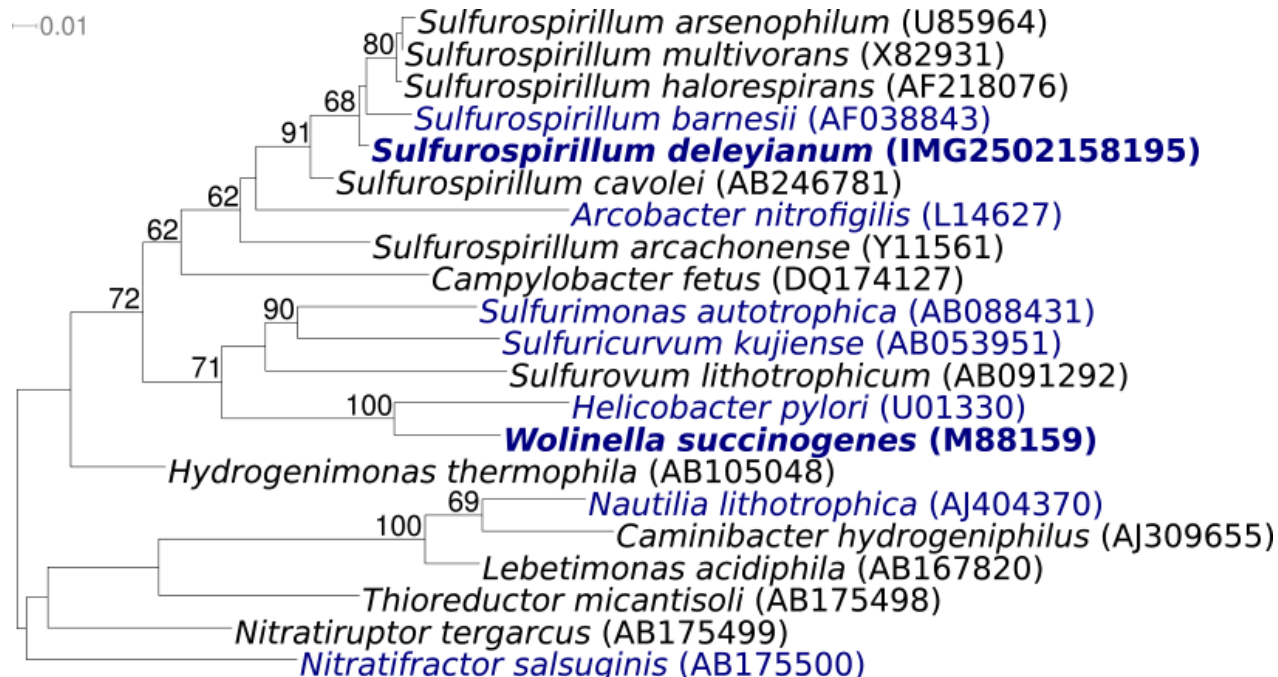 0.01
Sulfurospirillum arsenophilum (U85964)
80
Sulfurospirillum multivorans (X82931)
Sulfurospirillum halorespirans (AF218076)
68
Sulfurospirillum barnesii (AF038843)
91
Sulfurospirillum deleyianum (IMG2502158195)
Sulfurospirillum cavolei (AB246781)
62
Arcobacter nitrofigilis (L14627)
62
Sulfurospirillum arcachonense (Y11561)
Campylobacter fetus (DQ174127)
72
90
Sulfurimonas autotrophica (AB088431)
Sulfuricurvum kujiense (AB053951)
71
Sulfurovum lithotrophicum (AB091292)
100
Helicobacter pylori (U01330)
Wolinella succinogenes (M88159)
Hydrogenimonas thermophila (AB105048)
69
Nautilia lithotrophica (AJ404370)
100
Caminibacter hydrogeniphilus (AJ309655)
Lebetimonas acidiphila (AB167820)
Thioreductor micantisoli (AB175498)
Nitratiruptor tergarcus (AB175499)
Nitratifractor salsuginis (AB175500)